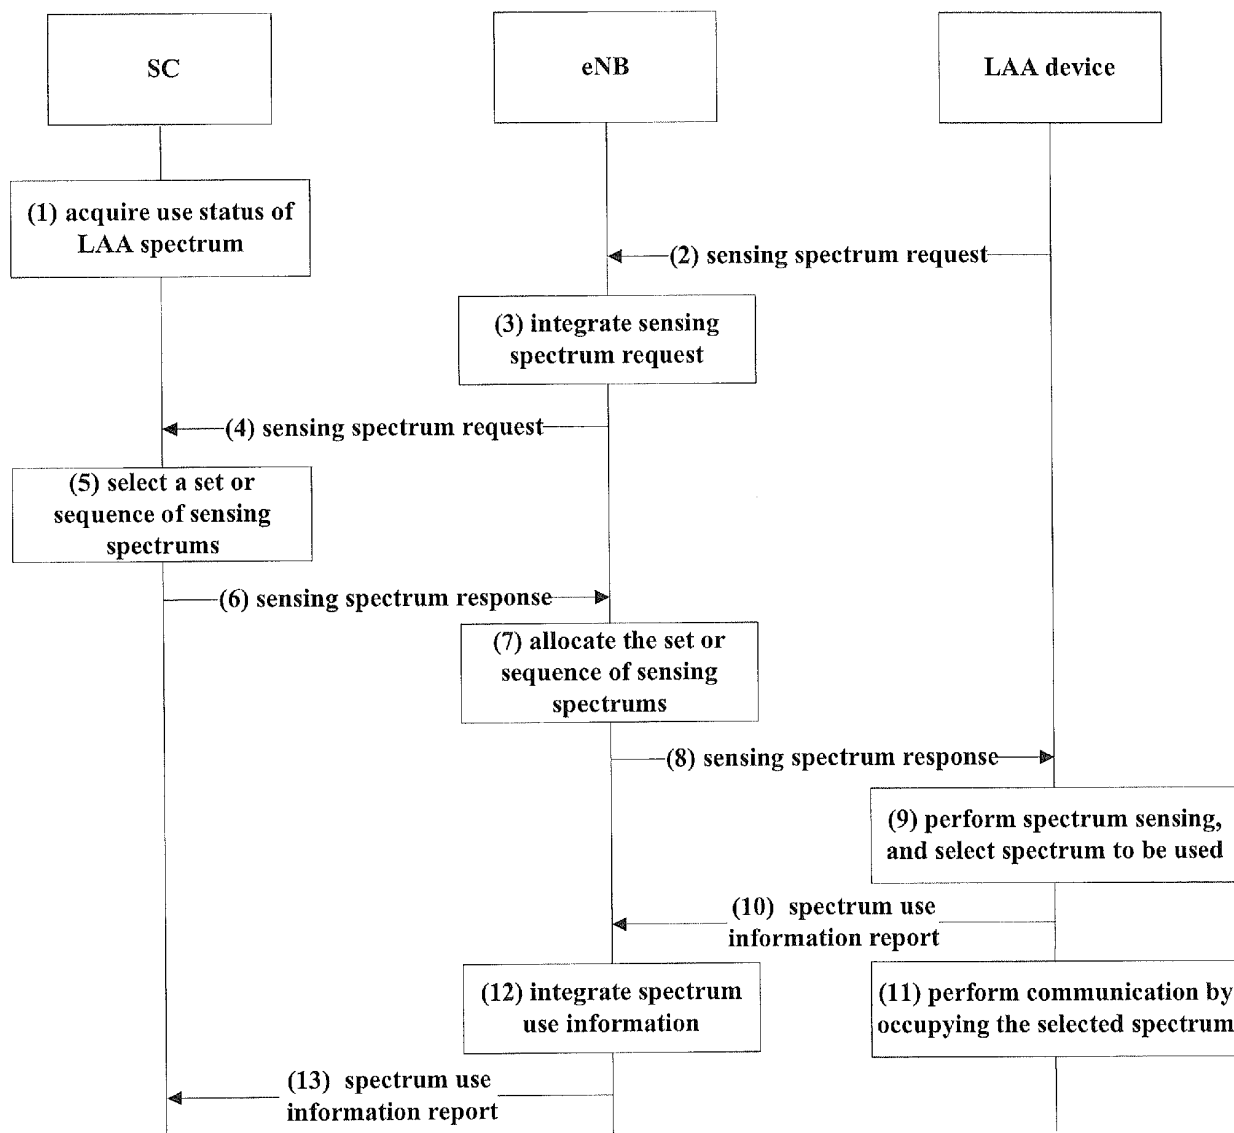 SC
eNB
LAA device
(1) acquire use status of
LAA spectrum
(2) sensing spectrum request
(3) integrate sensing
spectrum request
(4) sensing spectrum request
(5) select a set or
sequence of sensing
spectrums
(6) sensing spectrum response
(7) allocate the set or
sequence of sensing
spectrums
(8) sensing spectrum response
(9) perform spectrum sensing,
and select spectrum to be used
(10) spectrum use
information report
(12) integrate spectrum
use information
(11) perform communication by
occupying the selected spectrum
(13) spectrum use
information report